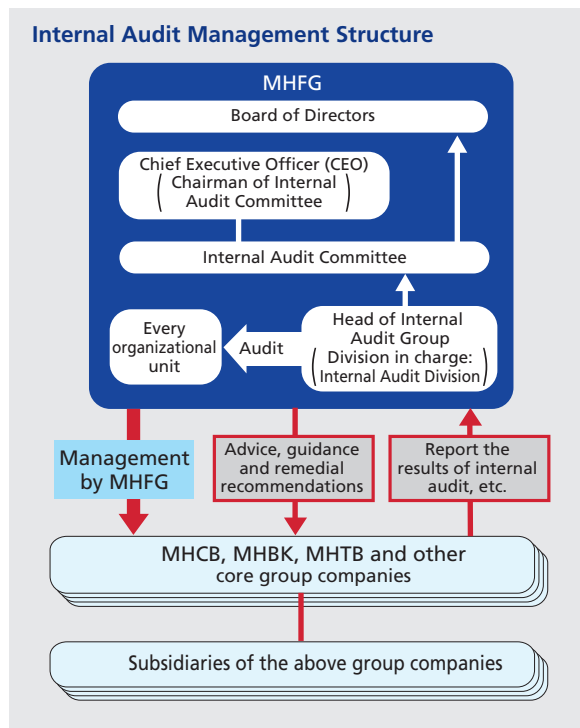 Internal Audit Management Structure
MHFG
Board of Directors
Chief Executive Officer (CEO)
(Chairman of Internal
Audit Committee)
Internal Audit Committee
Every
organizational
unit
Audit
Head of Internal
Audit Group
(Division in charge:
Internal Audit Division)
Management
by MHFG
Advice, guidance
and remedial
recommendations
Report the
results of internal
audit, etc.
MHCB, MHBK, MHTB and other
core group companies
Subsidiaries of the above group companies